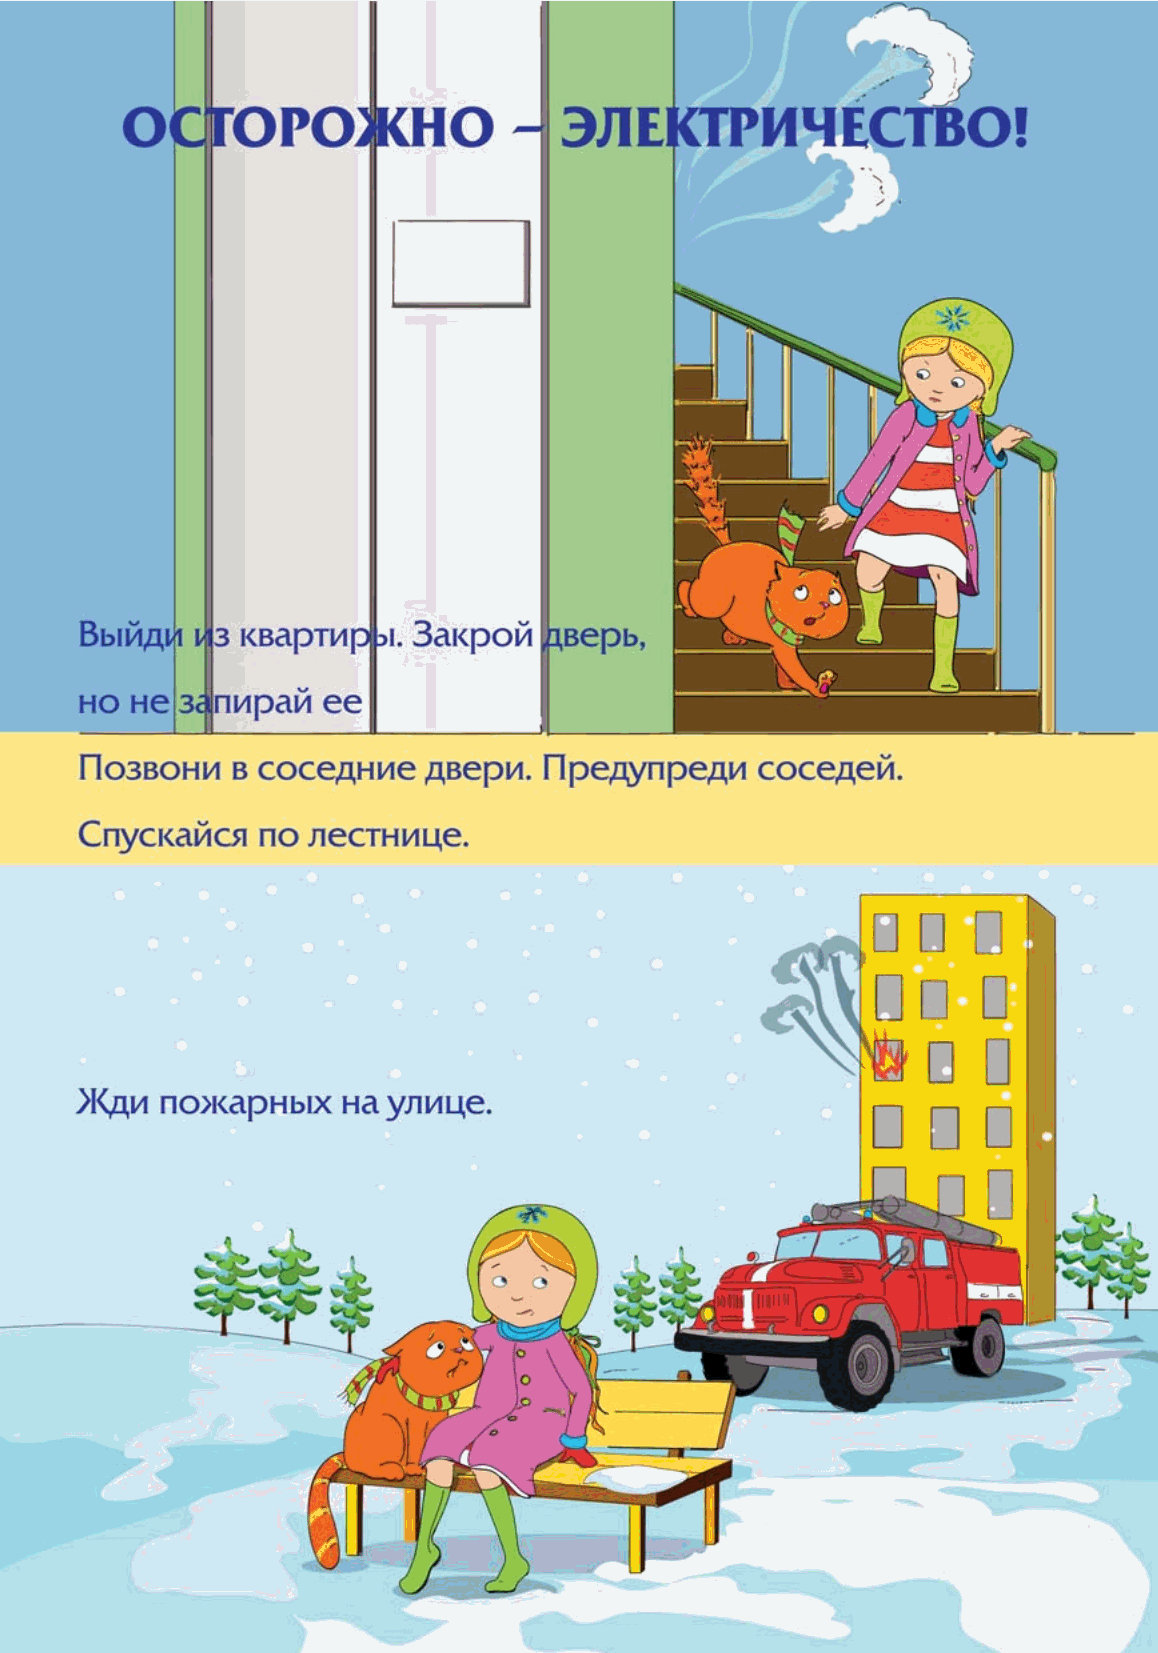 ОСТОРОЖНО – ЭЛЕКТРИЧЕСТВО!
Выйди из квартиры. Закрой дверь,
но не запирай ее
Позвони в соседние двери. Предупреди соседей.
Спускайся по лестнице.
Жди пожарных на улице.